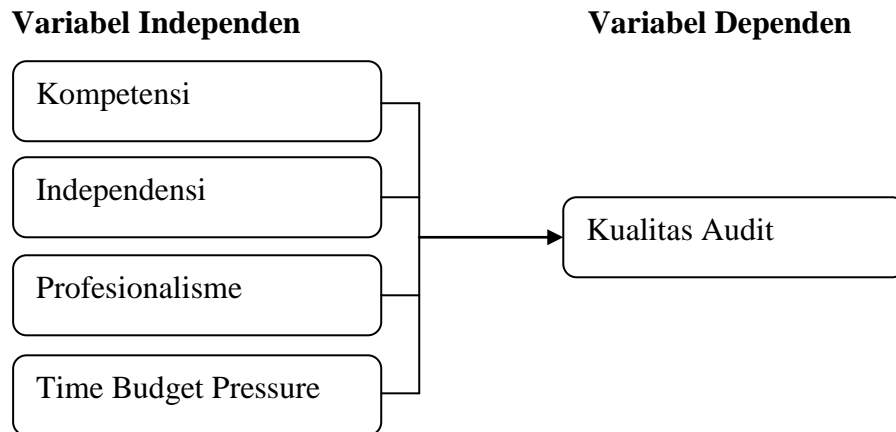 Variabel Independen
Variabel Dependen
Kompetensi
Independensi
Profesionalisme
Time Budget Pressure
Kualitas Audit